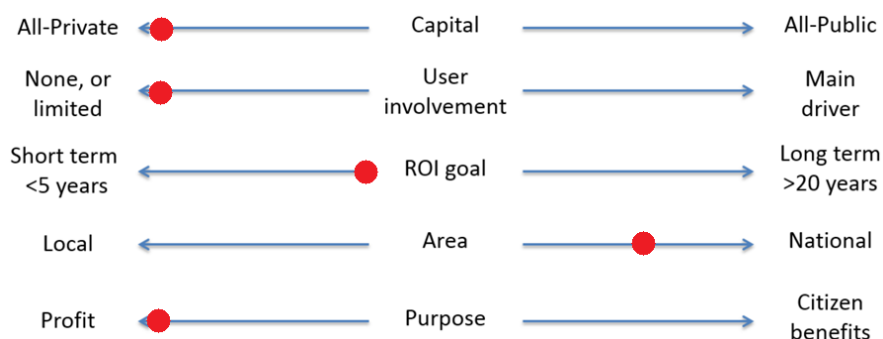 All-Private Capital All-Public
None, or limited User involvement Main driver
Short term <5 years ROI goal Long term >20 years
Local Area National
Profit Purpose Citizen benefits